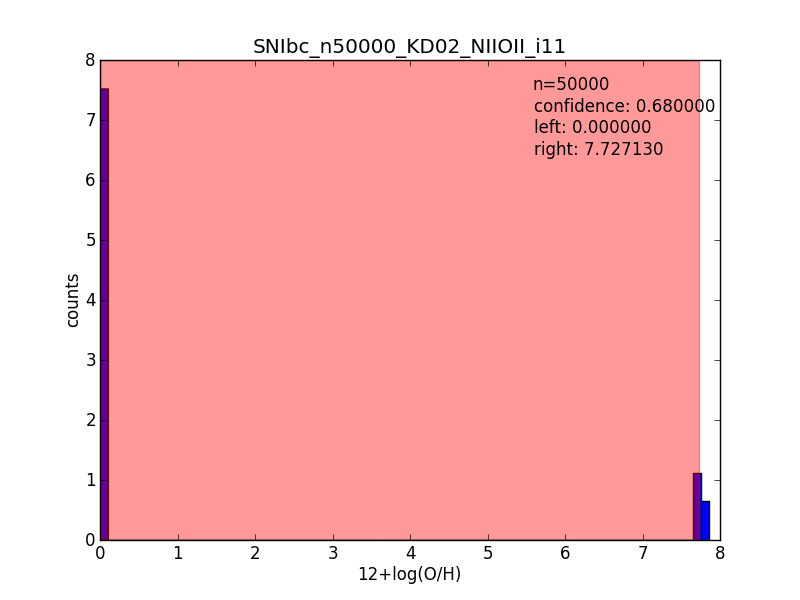 SNIbc_n50000_KD02_NIIOII_i11
n=50000
confidence: 0.680000
left: 0.000000
right: 7.727130
counts
8
7
6
5
4
3
2
1
0
0 1 2 3 4 5 6 7 8
12+log(O/H)